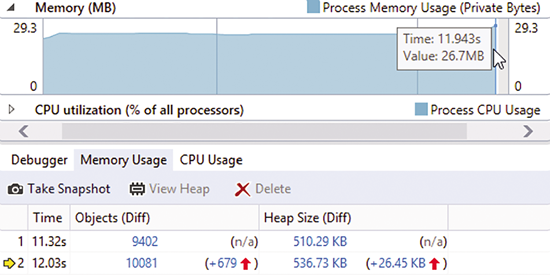 Memory (MB) Process Memory Usage (Private Bytes)
29.3 29.3
Time: 11.943s
Value: 26.7MB
0 0
CPU utilization (% of all processors) Process CPU Usage
Debugger Memory Usage CPU Usage
Take Snapshot View Heap Delete
Time Objects (Diff) Heap Size (Diff)
1 11.32s 9402 (n/a) 510.29 KB (n/a)
2 12.03s 10081 (+679) 536.73 KB (+26.45 KB)